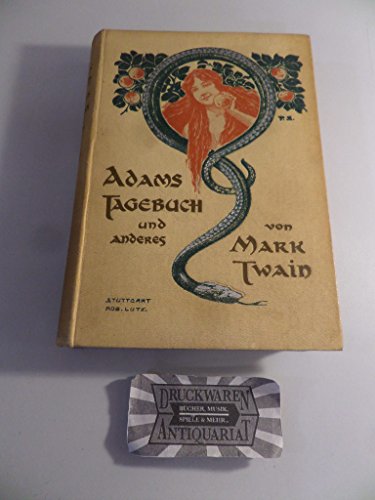 P.S.
ADAMS
TAGEBUCH
und
ANDERES
von
MARK
TWAIN
STUTTGART
ROB. LUTZ.
DRUCKWAREN
BÜCHER, MUSIK,
SPIELE & MEHR...
ANTIQUARIAT